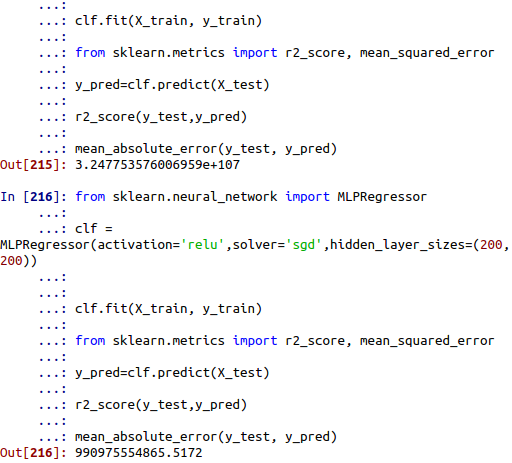 ...:
...: clf.fit(X_train, y_train)
...:
...: from sklearn.metrics import r2_score, mean_squared_error
...:
...: y_pred=clf.predict(X_test)
...:
...: r2_score(y_test,y_pred)
...:
...: mean_absolute_error(y_test, y_pred)
Out[215]: 3.247753576006959e+107
In [216]: from sklearn.neural_network import MLPRegressor
...:
...: clf =
MLPRegressor(activation='relu',solver='sgd',hidden_layer_sizes=(200,
200))
...:
...:
...: clf.fit(X_train, y_train)
...:
...: from sklearn.metrics import r2_score, mean_squared_error
...:
...: y_pred=clf.predict(X_test)
...:
...: r2_score(y_test,y_pred)
...:
...: mean_absolute_error(y_test, y_pred)
Out[216]: 990975554865.5172